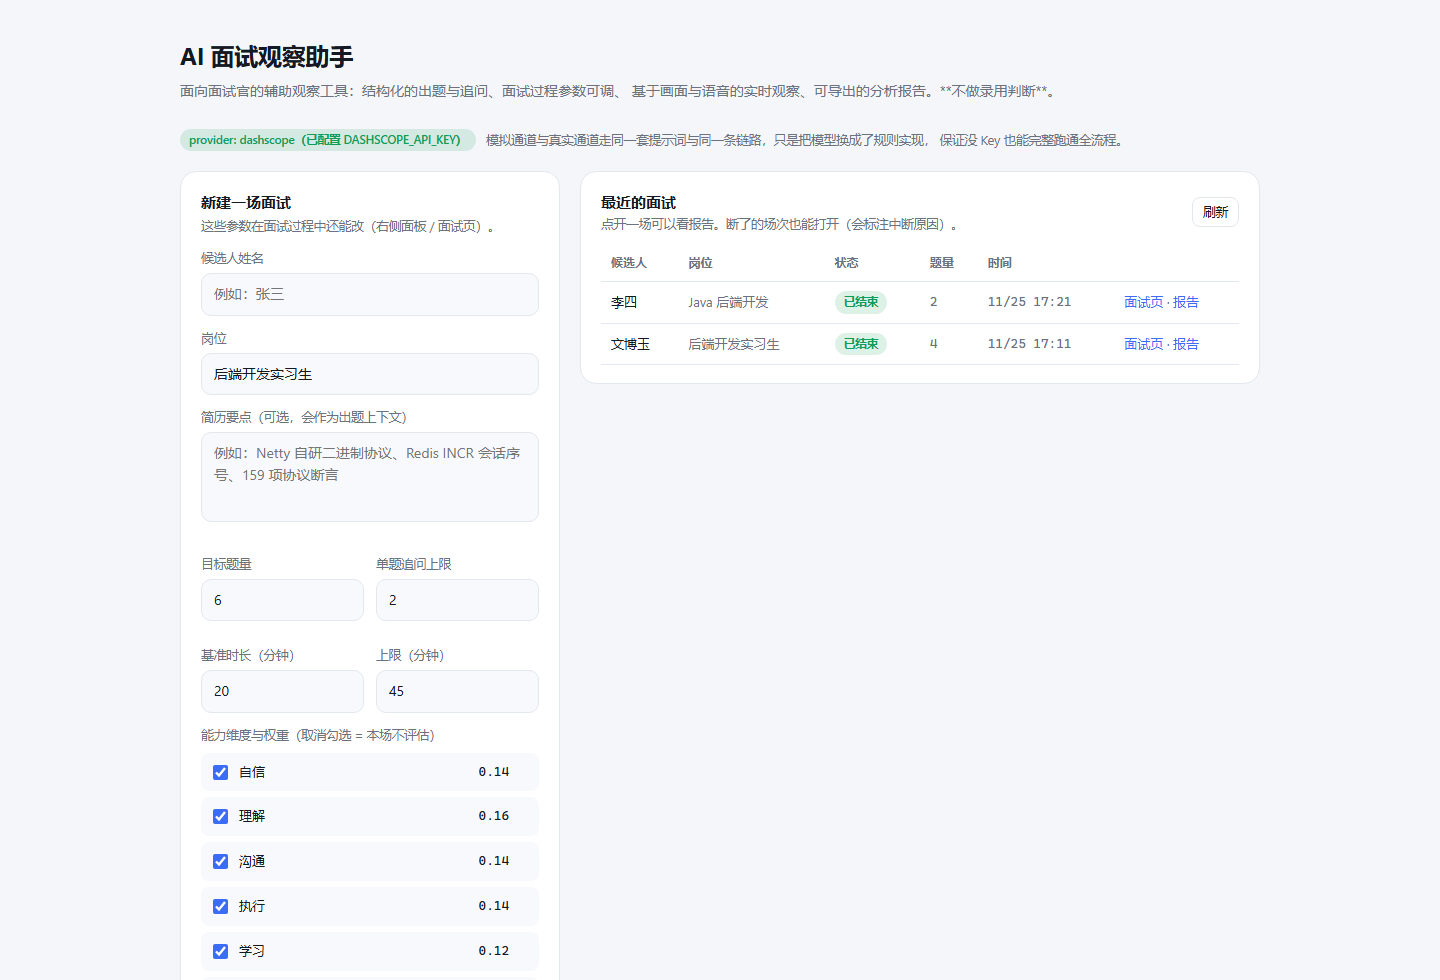 AI 面试观察助手
面向面试官的辅助观察工具：结构化的出题与追问、面试过程参数可调、 基于画面与语音的实时观察、可导出的分析报告。**不做录用判断**。
provider: dashscope（已配置 DASHSCOPE_API_KEY） 模拟通道与真实通道走同一套提示词与同一条链路，只是把模型换成了规则实现， 保证没 Key 也能完整跑通全流程。
新建一场面试
这些参数在面试过程中还能改（右侧面板 / 面试页）。
候选人姓名
例如：张三
岗位
后端开发实习生
简历要点（可选，会作为出题上下文）
例如：Netty 自研二进制协议、Redis INCR 会话序
号、159 项协议断言
目标题量 单题追问上限
6 2
基准时长（分钟） 上限（分钟）
20 45
能力维度与权重（取消勾选 = 本场不评估）
自信 0.14
理解 0.16
沟通 0.14
执行 0.14
学习 0.12
最近的面试
点开一场可以看报告。断了的场次也能打开（会标注中断原因）。
刷新
候选人 岗位 状态 题量 时间
李四 Java 后端开发 已结束 2 11/25 17:21 面试页 · 报告
文博玉 后端开发实习生 已结束 4 11/25 17:11 面试页 · 报告